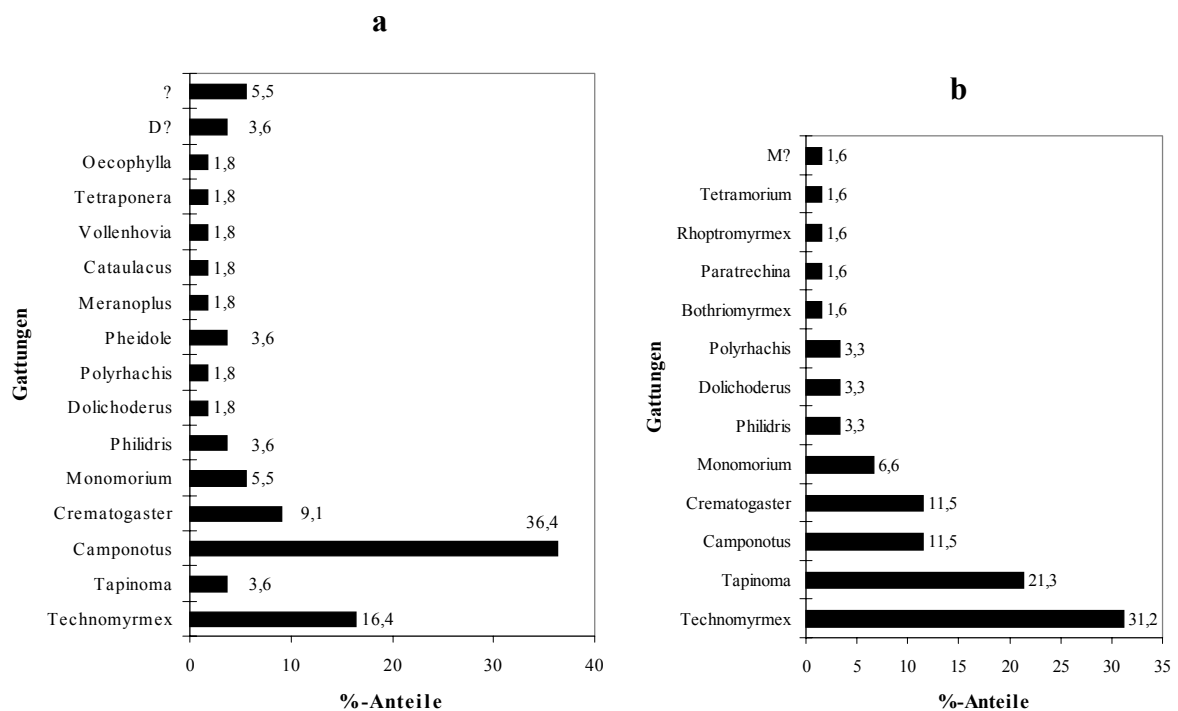 a
? 5,5
D? 3,6
Oecophylla 1,8
Tetraponera 1,8
Vollenhovia 1,8
Cataulacus 1,8
Meranoplus 1,8
Pheidole 3,6
Polyrhachis 1,8
Dolichoderus 1,8
Philidris 3,6
Monomorium 5,5
Crematogaster 9,1
Camponotus 36,4
Tapinoma 3,6
Technomyrmex 16,4
Gattungen
0 10 20 30 40
%-Anteile
b
M? 1,6
Tetramorium 1,6
Rhoptromyrmex 1,6
Paratrechina 1,6
Bothriomyrmex 1,6
Polyrhachis 3,3
Dolichoderus 3,3
Philidris 3,3
Monomorium 6,6
Crematogaster 11,5
Camponotus 11,5
Tapinoma 21,3
Technomyrmex 31,2
Gattungen
0 5 10 15 20 25 30 35
%-Anteile